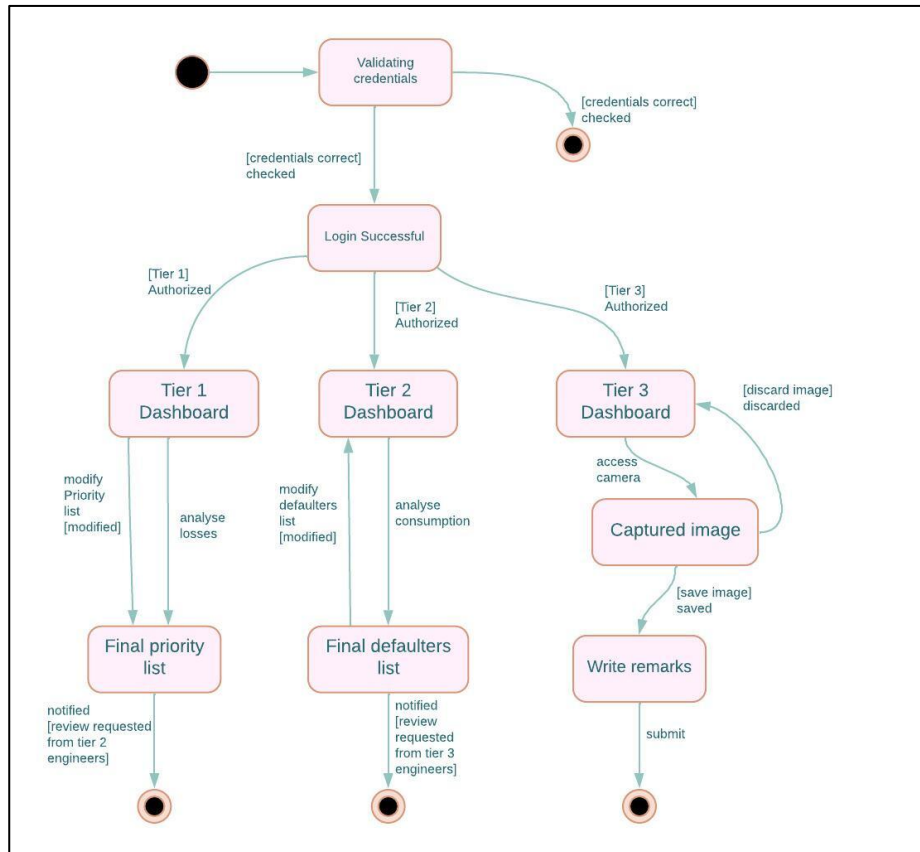 Validating
credentials
[credentials correct]
checked
[credentials correct]
checked
Login Successful
[Tier 1]
Authorized
[Tier 2]
Authorized
[Tier 3]
Authorized
Tier 1
Dashboard
Tier 2
Dashboard
Tier 3
Dashboard
[discard image]
discarded
modify
Priority
list
[modified]
analyse
losses
modify
defaulters
list
[modified]
analyse
consumption
access
camera
Captured image
[save image]
saved
Final priority
list
Final defaulters
list
Write remarks
notified
[review requested
from tier 2
engineers]
notified
[review
requested
from tier 3
engineers]
submit